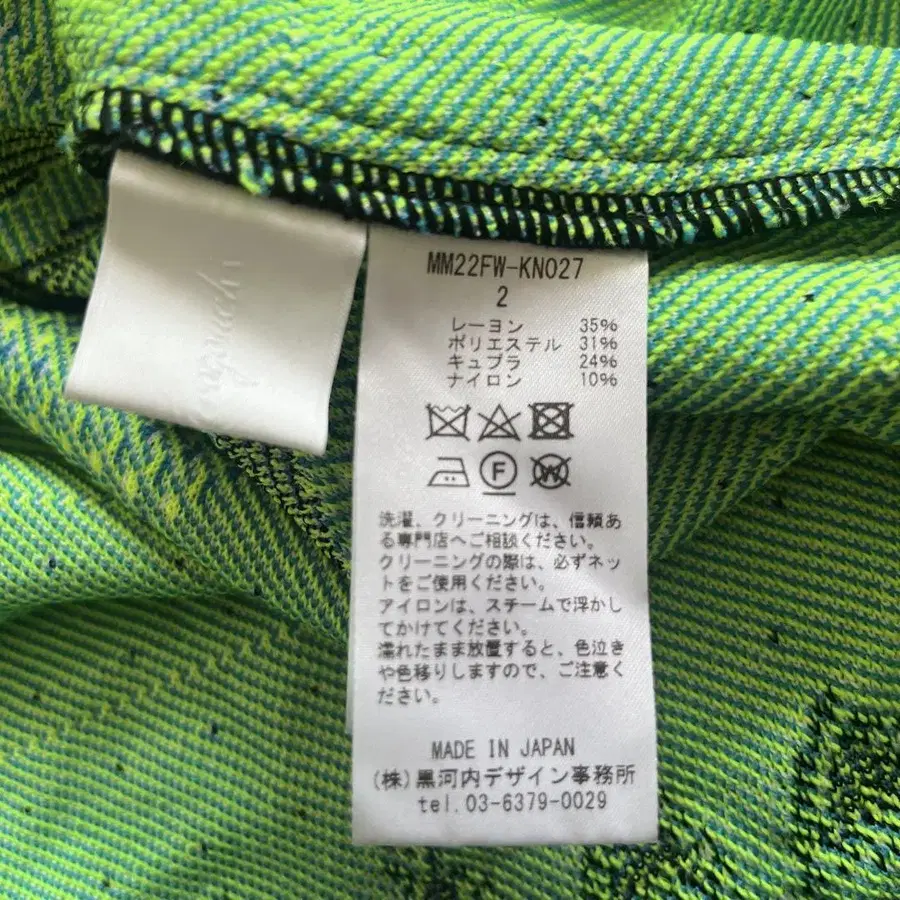 MM22FW-KN027
2
レーヨン 35%
ポリエステル 31%
キュプラ 24%
ナイロン 10%
F
W
洗濯、クリーニングは、信頼あ
る専門店へご相談ください。
クリーニングの際は、必ずネッ
トをご使用ください。
アイロンは、スチームで浮かし
てかけてください。
濡れたまま放置すると、色泣き
や色移りしますので、ご注意く
ださい。
MADE IN JAPAN
(株)黒河内デザイン事務所
tel.03-6379-0029